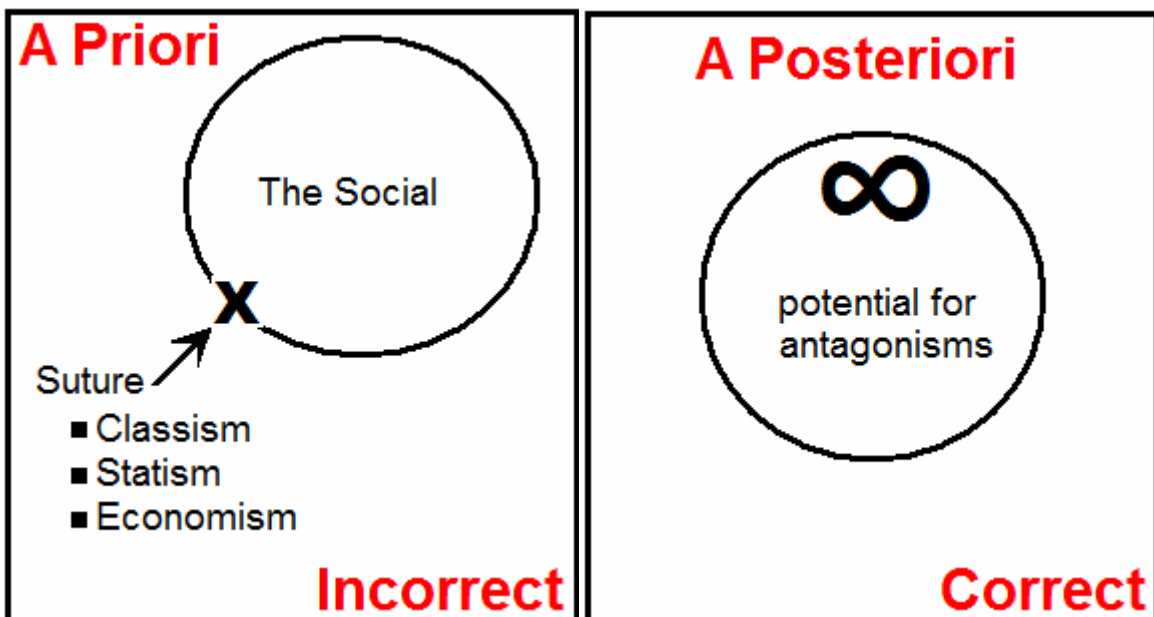 A Priori
The Social
X
Suture
▪ Classism
▪ Statism
▪ Economism
Incorrect
A Posteriori
∞
potential for
antagonisms
Correct